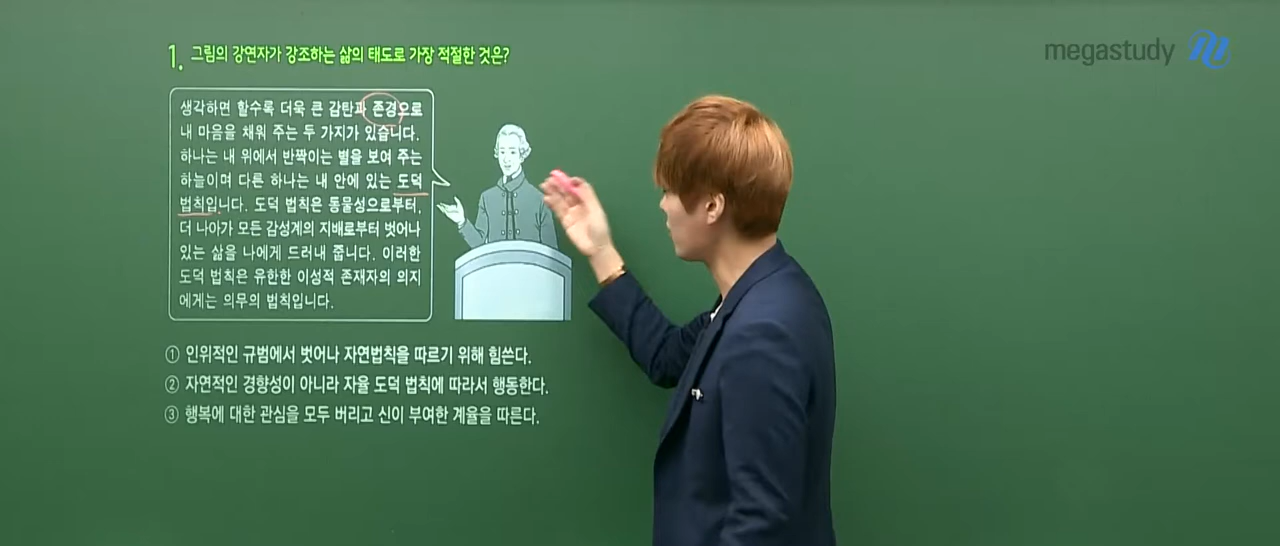 megastudy
1. 그림의 강연자가 강조하는 삶의 태도로 가장 적절한 것은?
생각하면 할수록 더욱 큰 감탄과 존경으로
내 마음을 채워 주는 두 가지가 있습니다.
하나는 내 위에서 반짝이는 별을 보여 주는
하늘이며 다른 하나는 내 안에 있는 도덕
법칙입니다. 도덕 법칙은 동물성으로부터,
더 나아가 모든 감성계의 지배로부터 벗어나
있는 삶을 나에게 드러내 줍니다. 이러한
도덕 법칙은 유한한 이성적 존재자의 의지
에게는 의무의 법칙입니다.
① 인위적인 규범에서 벗어나 자연법칙을 따르기 위해 힘쓴다.
② 자연적인 경향성이 아니라 자율 도덕 법칙에 따라서 행동한다.
③ 행복에 대한 관심을 모두 버리고 신이 부여한 계율을 따른다.